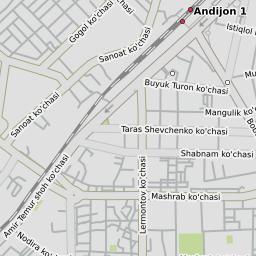 Andijon 1
Gogol ko'chasi
Istiqlol
Sanoat ko'chasi
Buyuk Turon ko'chasi
Sanoat ko'chasi
Mangulik ko'chasi
Taras Shevchenko ko'chasi
Shabnam ko'chasi
Amir Temur shoh ko'chasi
Lermontov ko'chasi
Mashrab ko'chasi
Nodira ko'chasi